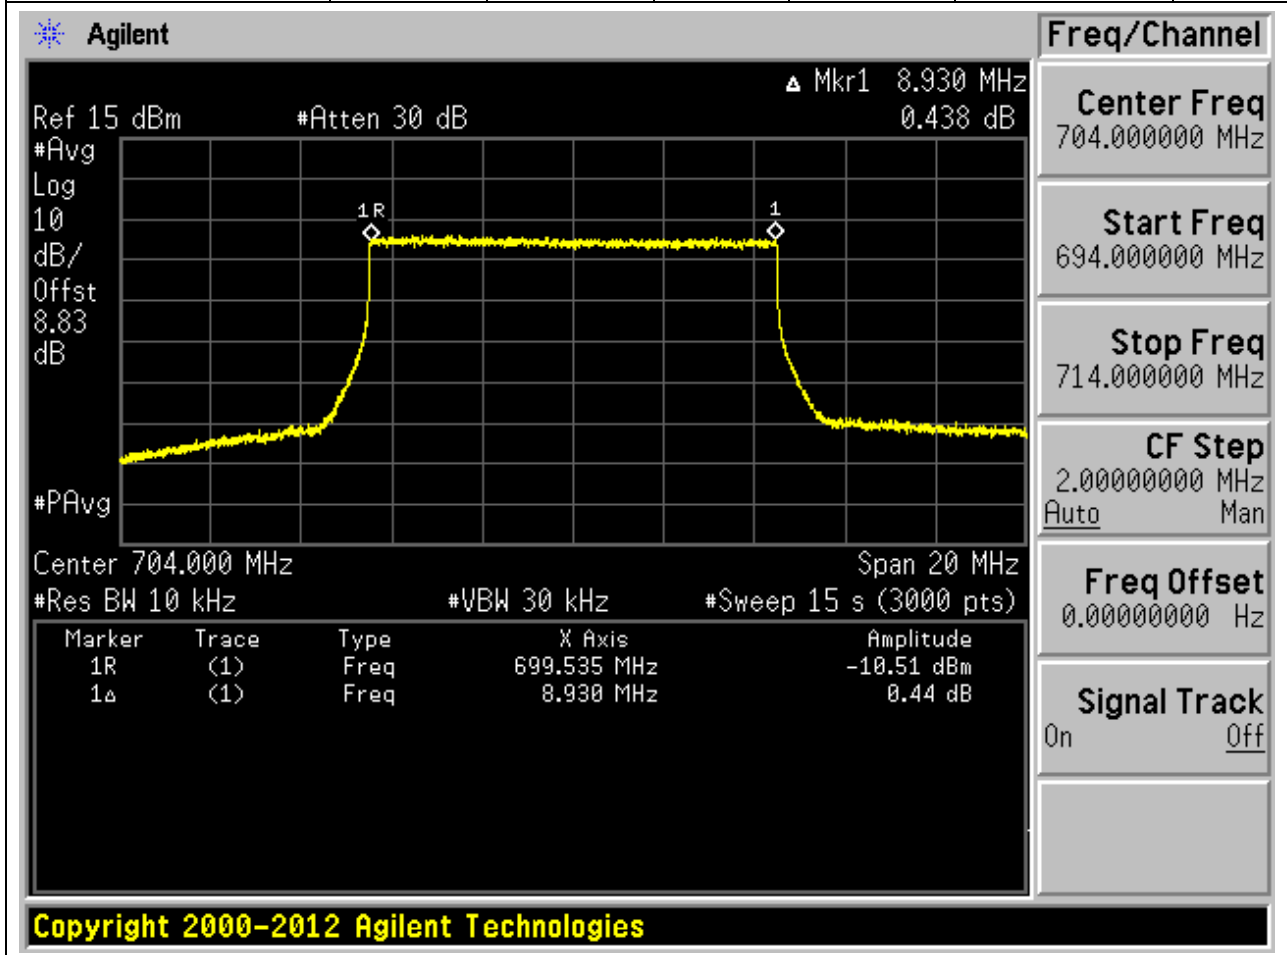 Agilent
Δ Mkr1 8.930 MHz
Ref 15 dBm #Atten 30 dB 0.438 dB
#Avg
Log
10
dB/
Offst
8.83
dB
1R
1
#PAvg
Center 704.000 MHz Span 20 MHz
#Res BW 10 kHz #VBW 30 kHz #Sweep 15 s (3000 pts)
Marker Trace Type X Axis Amplitude
1R (1) Freq 699.535 MHz -10.51 dBm
1Δ (1) Freq 8.930 MHz 0.44 dB
Copyright 2000-2012 Agilent Technologies
Freq/Channel
Center Freq
704.000000 MHz
Start Freq
694.000000 MHz
Stop Freq
714.000000 MHz
CF Step
2.00000000 MHz
Auto Man
Freq Offset
0.00000000 Hz
Signal Track
On Off